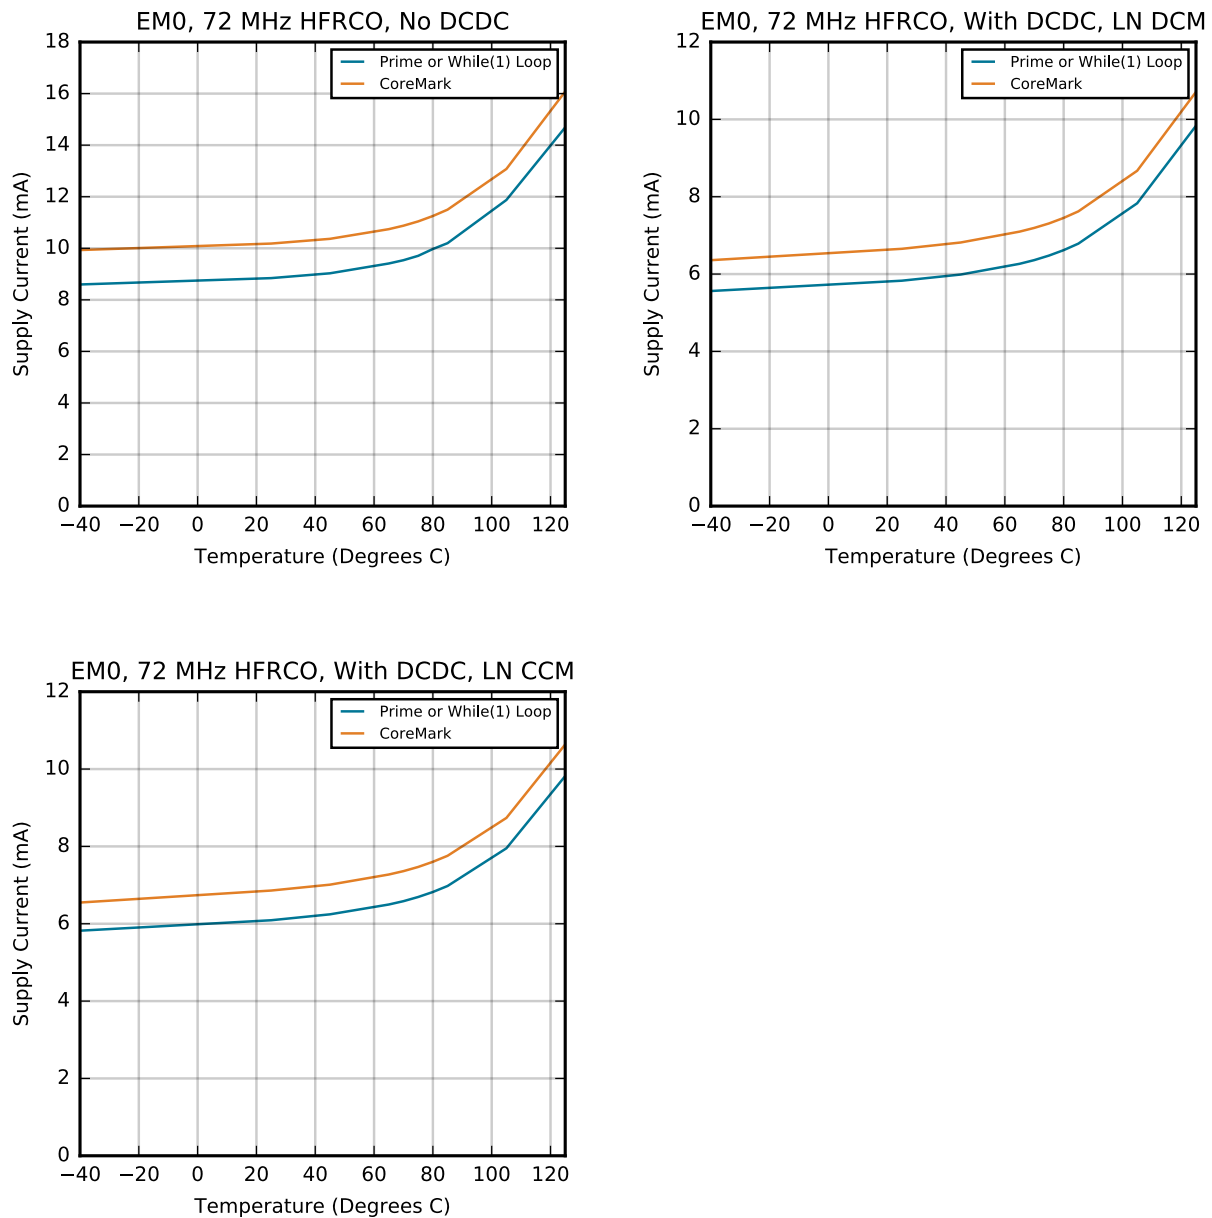 EM0, 72 MHz HFRCO, No DCDC
18
16
14
12
10
8
6
4
2
0
Supply Current (mA)
Prime or While(1) Loop
CoreMark
−40 −20 0 20 40 60 80 100 120
Temperature (Degrees C)
EM0, 72 MHz HFRCO, With DCDC, LN DCM
12
10
8
6
4
2
0
Supply Current (mA)
Prime or While(1) Loop
CoreMark
−40 −20 0 20 40 60 80 100 120
Temperature (Degrees C)
EM0, 72 MHz HFRCO, With DCDC, LN CCM
12
10
8
6
4
2
0
Supply Current (mA)
Prime or While(1) Loop
CoreMark
−40 −20 0 20 40 60 80 100 120
Temperature (Degrees C)